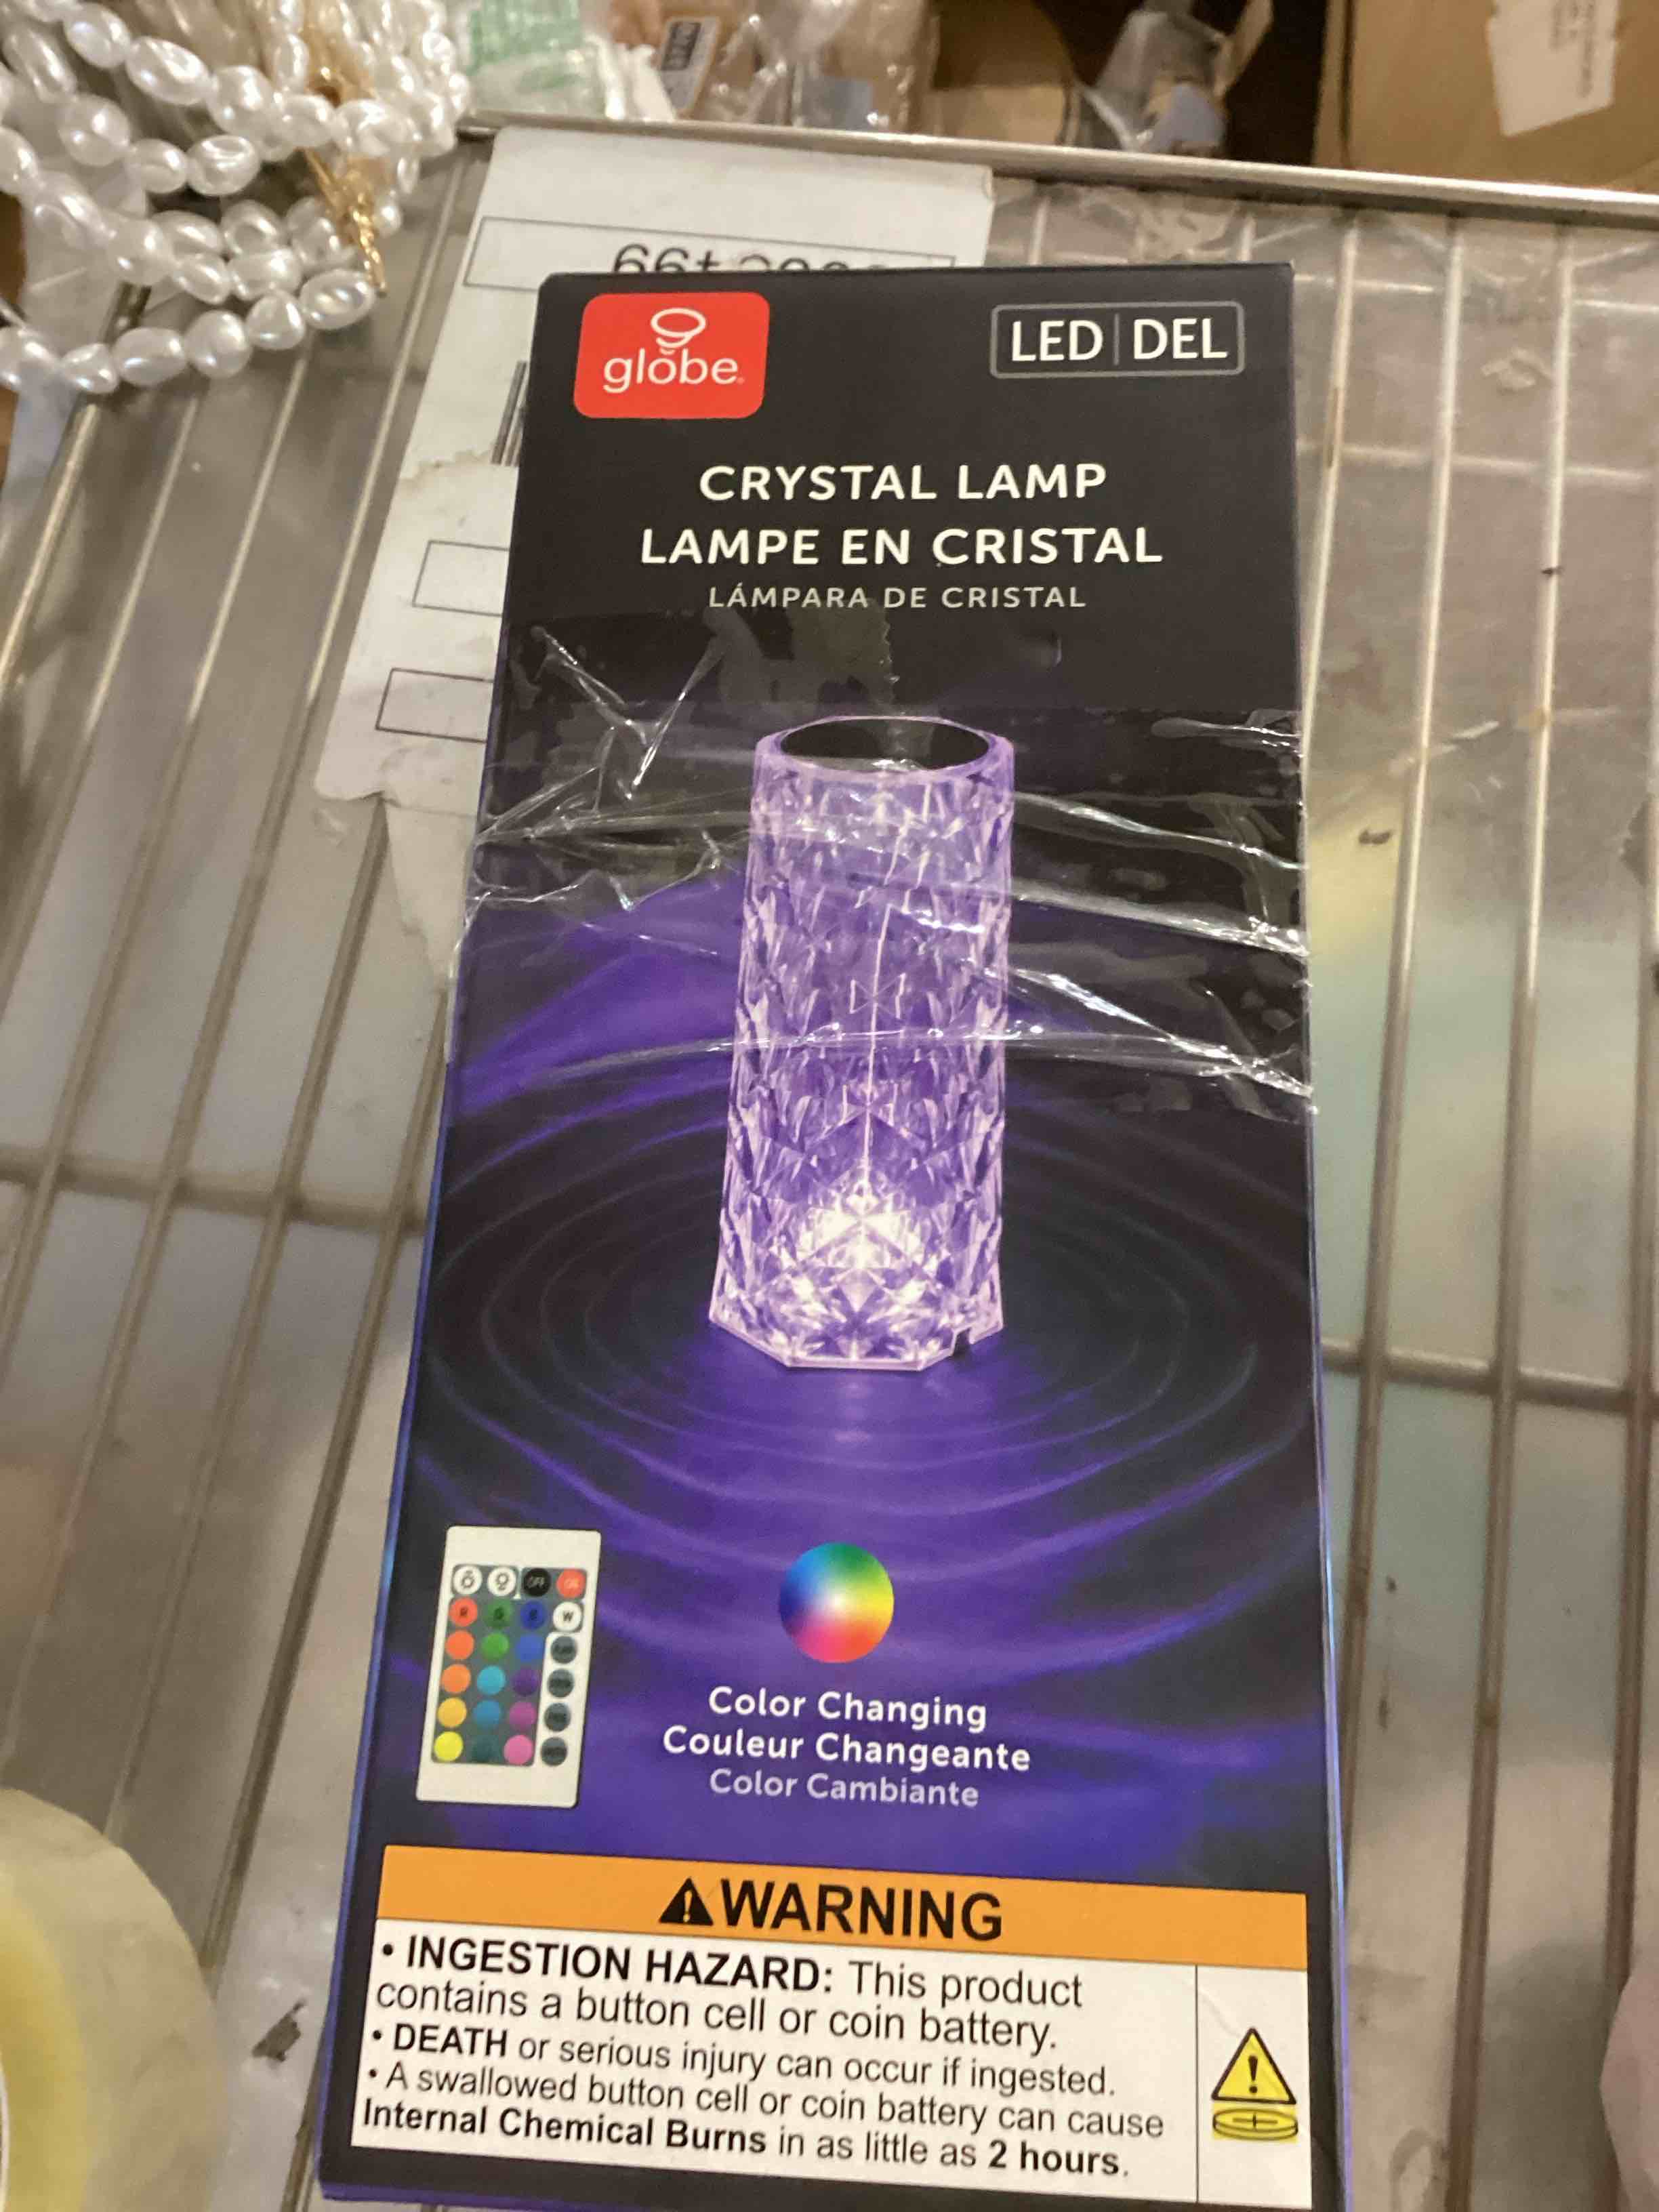 globe
LED | DEL
CRYSTAL LAMP
LAMPE EN CRISTAL
LÁMPARA DE CRISTAL
OFF
R G B W
Color Changing
Couleur Changeante
Color Cambiante
WARNING
• INGESTION HAZARD: This product
contains a button cell or coin battery.
• DEATH or serious injury can occur if ingested.
• A swallowed button cell or coin battery can cause
Internal Chemical Burns in as little as 2 hours.